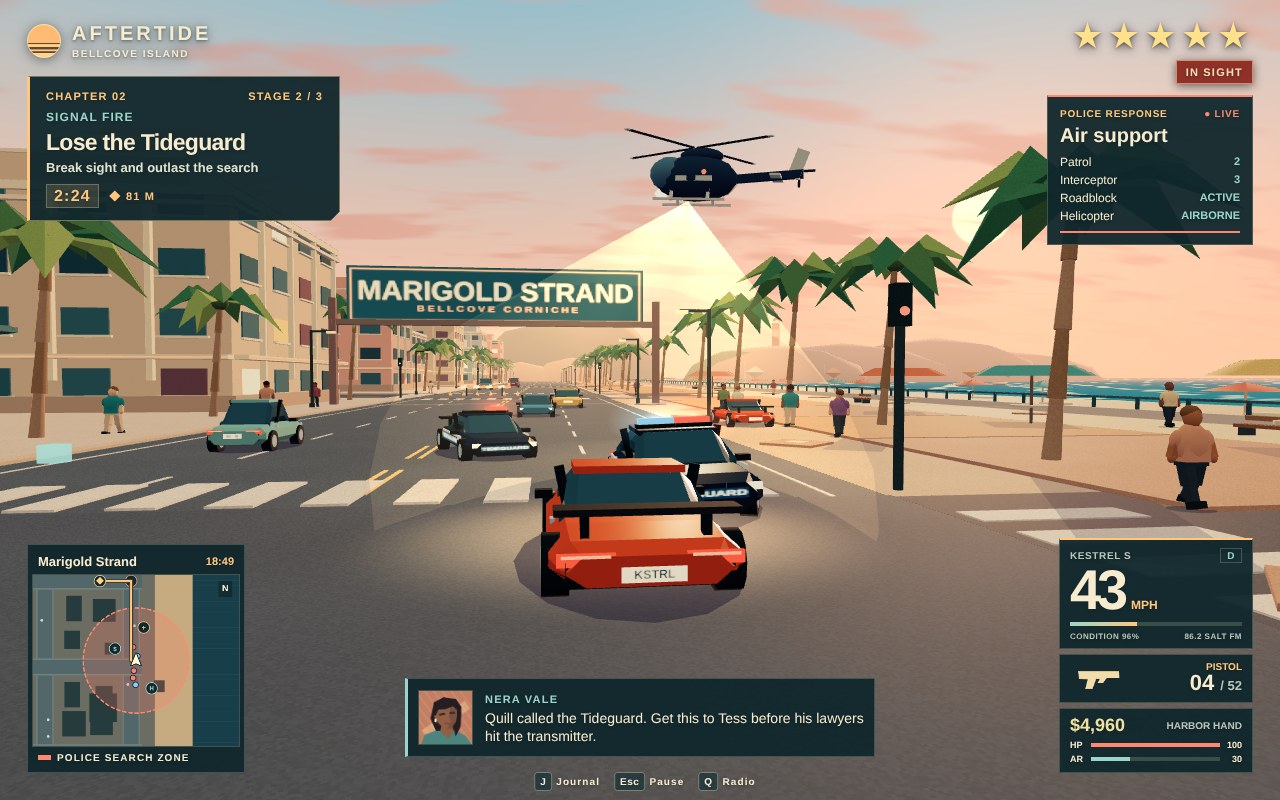 AFTERTIDE
BELLCOVE ISLAND
CHAPTER 02 STAGE 2 / 3
SIGNAL FIRE
Lose the Tideguard
Break sight and outlast the search
2:24 81 M
IN SIGHT
POLICE RESPONSE LIVE
Air support
Patrol 2
Interceptor 3
Roadblock ACTIVE
Helicopter AIRBORNE
MARIGOLD STRAND
BELLCOVE CORNICHE
UARD
KSTRL
Marigold Strand 18:49
N
S
H
POLICE SEARCH ZONE
NERA VALE
Quill called the Tideguard. Get this to Tess before his lawyers
hit the transmitter.
J Journal Esc Pause Q Radio
KESTREL S D
43 MPH
CONDITION 96% 86.2 SALT FM
PISTOL
04 / 52
$4,960 HARBOR HAND
HP 100
AR 30